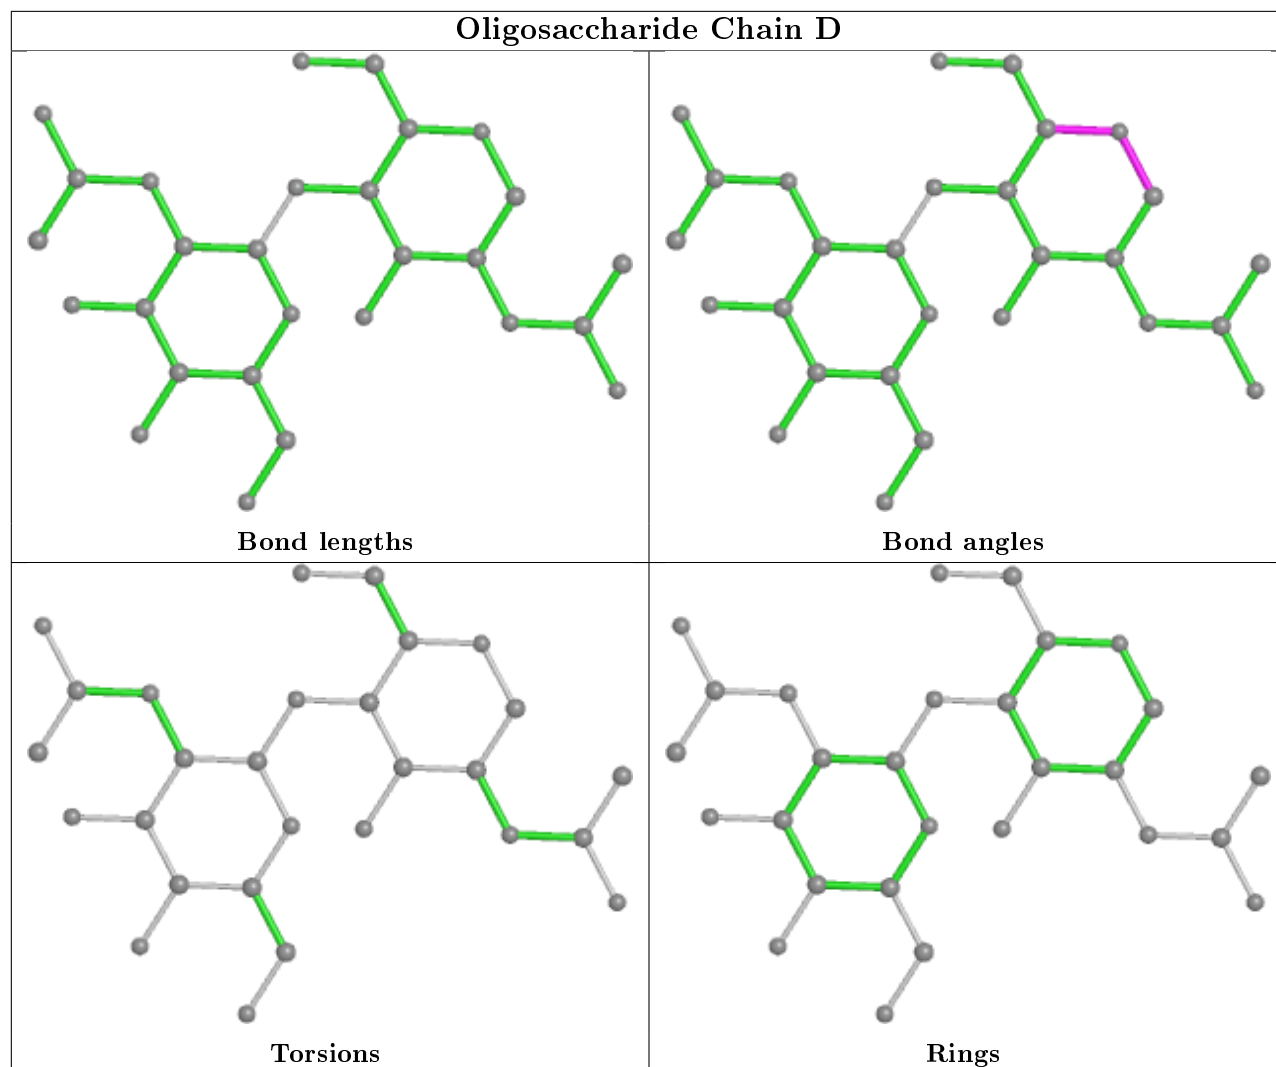 Oligosaccharide Chain D
Bond lengths
Bond angles
Torsions
Rings